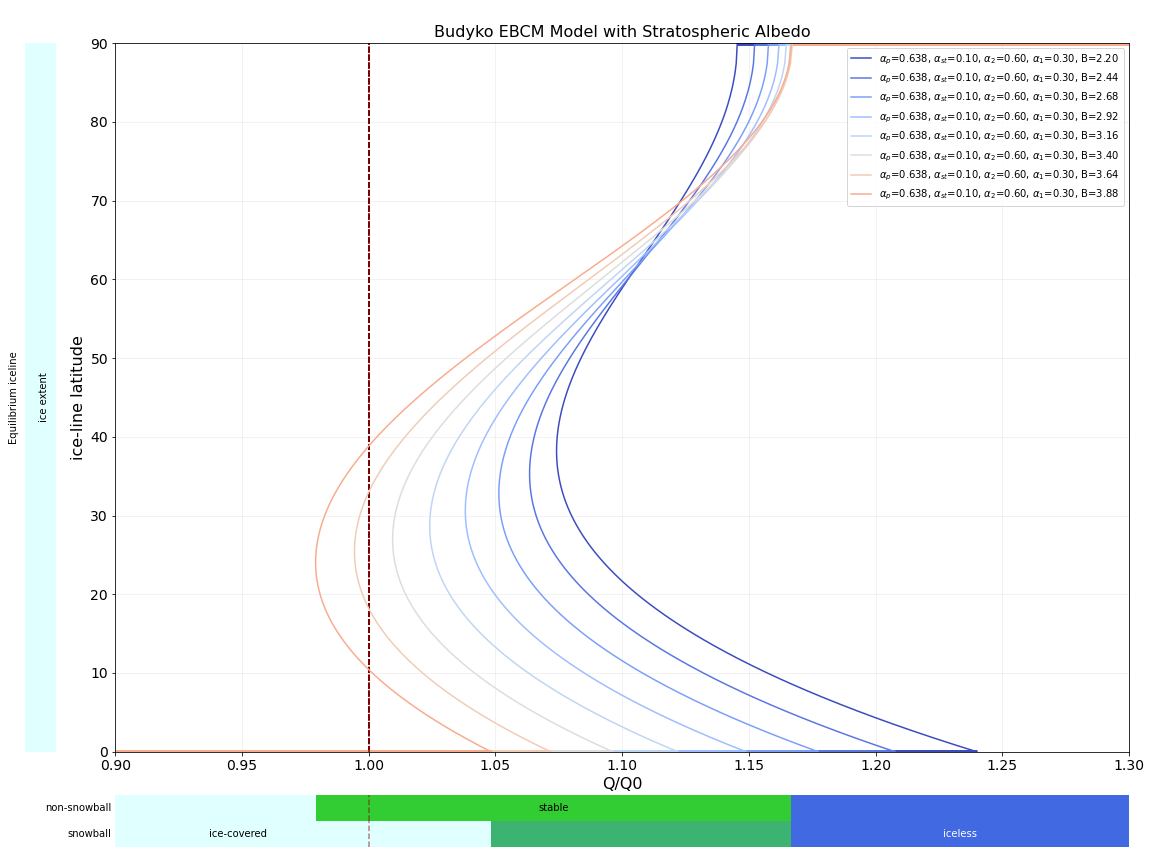 Budyko EBCM Model with Stratospheric Albedo
90
80
70
60
50
40
30
20
10
0
ice-line latitude
ice extent
Equilibrium iceline
αp=0.638, αst=0.10, α2=0.60, α1=0.30, B=2.20
αp=0.638, αst=0.10, α2=0.60, α1=0.30, B=2.44
αp=0.638, αst=0.10, α2=0.60, α1=0.30, B=2.68
αp=0.638, αst=0.10, α2=0.60, α1=0.30, B=2.92
αp=0.638, αst=0.10, α2=0.60, α1=0.30, B=3.16
αp=0.638, αst=0.10, α2=0.60, α1=0.30, B=3.40
αp=0.638, αst=0.10, α2=0.60, α1=0.30, B=3.64
αp=0.638, αst=0.10, α2=0.60, α1=0.30, B=3.88
0.90 0.95 1.00 1.05 1.10 1.15 1.20 1.25 1.30
Q/Q0
non-snowball stable
snowball ice-covered iceless